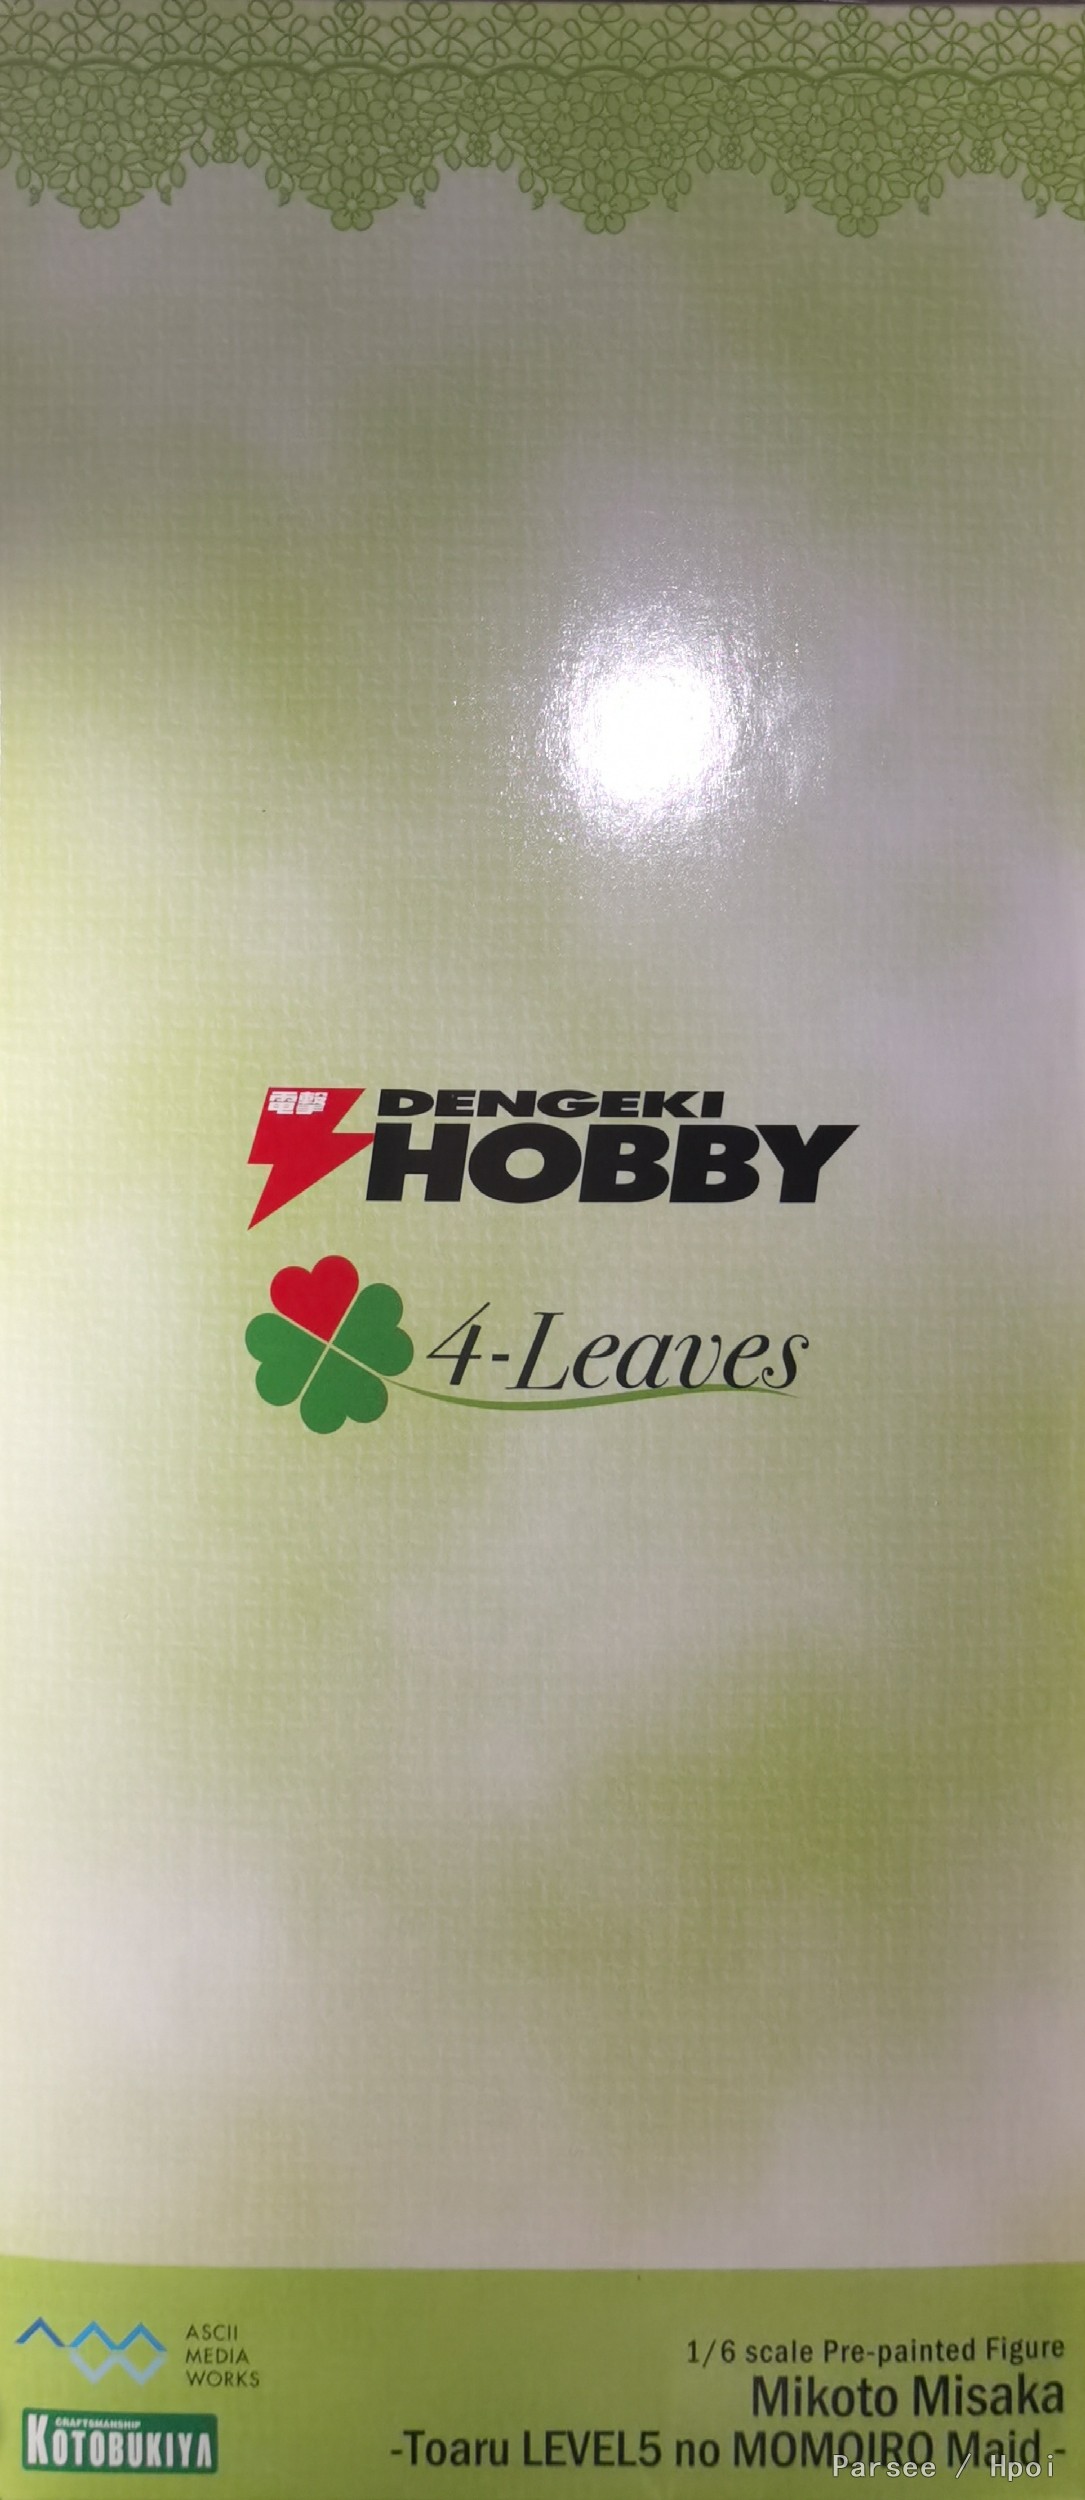 電撃
DENGEKI
HOBBY
4-Leaves
ASCII
MEDIA
WORKS
CRAFTSMANSHIP
KOTOBUKIYA
1/6 scale Pre-painted Figure
Mikoto Misaka
-Toaru LEVEL5 no MOMOIRO Maid-
Parsee / Hpoi